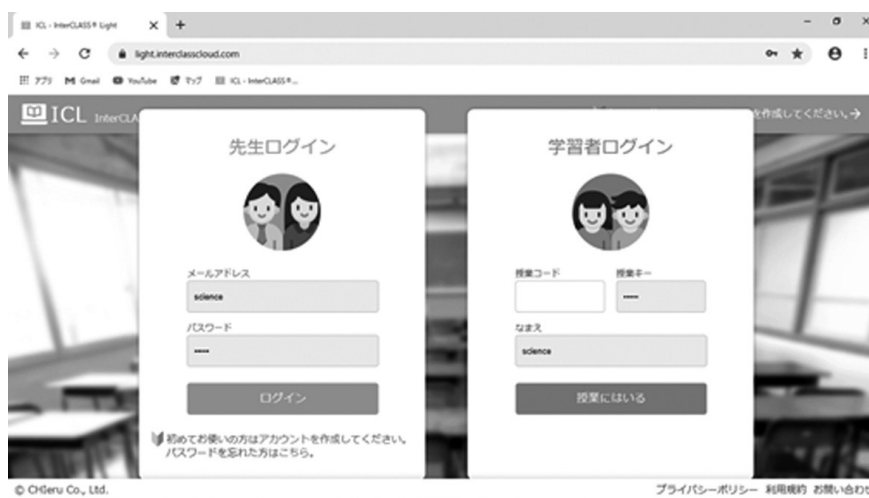 ICL - InterCLASS® Light
light.interclasscloud.com
アプリ Gmail YouTube マップ ICL - InterCLASS®...
ICL InterCLA
を作成してください。→
先生ログイン
メールアドレス
science
パスワード
•••••
ログイン
初めてお使いの方はアカウントを作成してください。
パスワードを忘れた方はこちら。
学習者ログイン
授業コード 授業キー
•••••
なまえ
science
授業にはいる
© CHIeru Co., Ltd.
プライバシーポリシー 利用規約 お問い合わせ